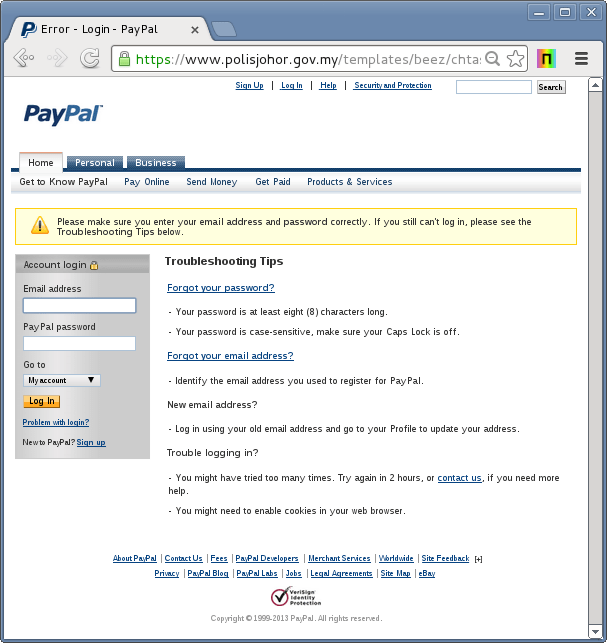 Error - Login - PayPal
https://www.polisjohor.gov.my/templates/beez/chta
Sign Up | Log In | Help | Security and Protection
Search
PayPal
Home Personal Business
Get to Know PayPal Pay Online Send Money Get Paid Products & Services
Please make sure you enter your email address and password correctly. If you still can't log in, please see the
Troubleshooting Tips below.
Account login
Email address
PayPal password
Go to
My account
Log In
Problem with login?
New to PayPal? Sign up
Troubleshooting Tips
Forgot your password?
- Your password is at least eight (8) characters long.
- Your password is case-sensitive, make sure your Caps Lock is off.
Forgot your email address?
- Identify the email address you used to register for PayPal.
New email address?
- Log in using your old email address and go to your Profile to update your address.
Trouble logging in?
- You might have tried too many times. Try again in 2 hours, or contact us, if you need more
help.
- You might need to enable cookies in your web browser.
About PayPal | Contact Us | Fees | PayPal Developers | Merchant Services | Worldwide | Site Feedback [+]
Privacy | PayPal Blog | PayPal Labs | Jobs | Legal Agreements | Site Map | eBay
VeriSign
Identity
Protection
Copyright © 1999-2013 PayPal. All rights reserved.